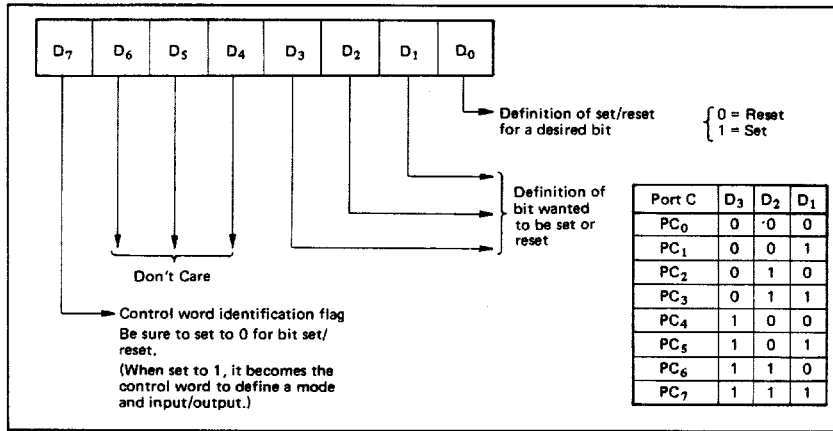 D7 D6 D5 D4 D3 D2 D1 D0
Definition of set/reset
for a desired bit
0 = Reset
1 = Set
Definition of
bit wanted
to be set or
reset
Don't Care
Control word identification flag
Be sure to set to 0 for bit set/
reset.
(When set to 1, it becomes the
control word to define a mode
and input/output.)
Port C D3 D2 D1
PC0 0 0 0
PC1 0 0 1
PC2 0 1 0
PC3 0 1 1
PC4 1 0 0
PC5 1 0 1
PC6 1 1 0
PC7 1 1 1